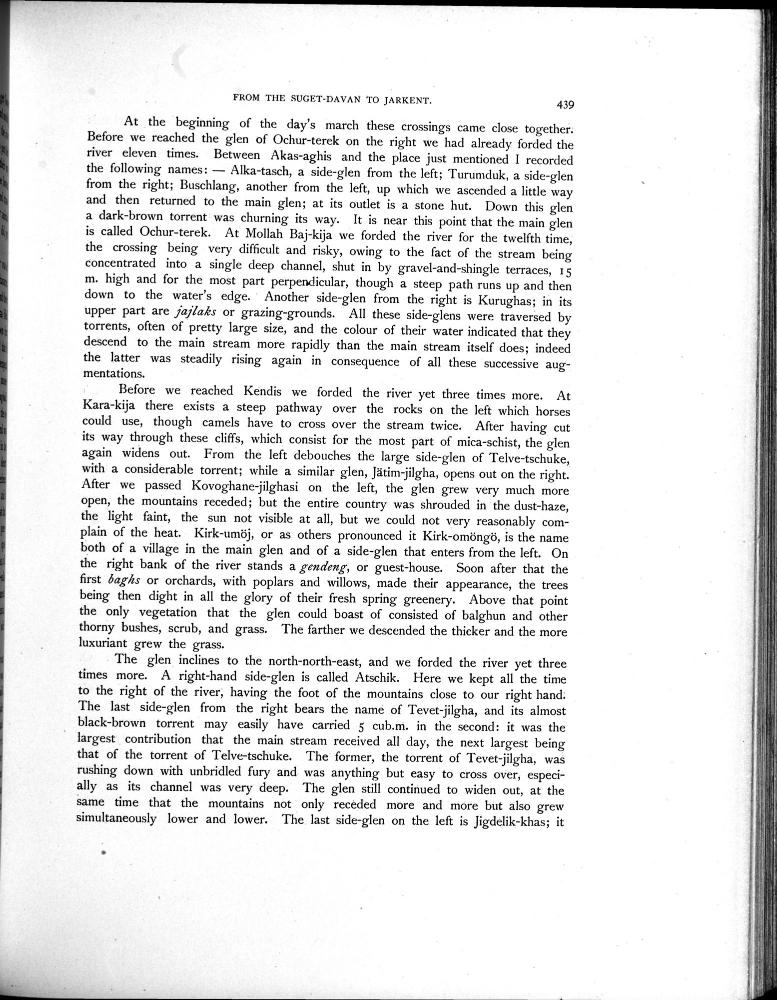 FROM THE SUGET-DAVAN TO JARKENT. 439
At the beginning of the day's march these crossings came close together.
Before we reached the glen of Ochur-terek on the right we had already forded the
river eleven times. Between Akas-aghis and the place just mentioned I recorded
the following names: — Alka-tasch, a side-glen from the left; Turumduk, a side-glen
from the right; Buschlang, another from the left, up which we ascended a little way
and then returned to the main glen; at its outlet is a stone hut. Down this glen
a dark-brown torrent was churning its way. It is near this point that the main glen
is called Ochur-terek. At Mollah Baj-kija we forded the river for the twelfth time,
the crossing being very difficult and risky, owing to the fact of the stream being
concentrated into a single deep channel, shut in by gravel-and-shingle terraces, 15
m. high and for the most part perpendicular, though a steep path runs up and then
down to the water's edge. Another side-glen from the right is Kurughas; in its
upper part are jajlaks or grazing-grounds. All these side-glens were traversed by
torrents, often of pretty large size, and the colour of their water indicated that they
descend to the main stream more rapidly than the main stream itself does; indeed
the latter was steadily rising again in consequence of all these successive aug-
mentations.
Before we reached Kendis we forded the river yet three times more. At
Kara-kija there exists a steep pathway over the rocks on the left which horses
could use, though camels have to cross over the stream twice. After having cut
its way through these cliffs, which consist for the most part of mica-schist, the glen
again widens out. From the left debouches the large side-glen of Telve-tschuke,
with a considerable torrent; while a similar glen, Jätim-jilgha, opens out on the right.
After we passed Kovoghane-jilghasi on the left, the glen grew very much more
open, the mountains receded; but the entire country was shrouded in the dust-haze,
the light faint, the sun not visible at all, but we could not very reasonably com-
plain of the heat. Kirk-umöj, or as others pronounced it Kirk-omöngö, is the name
both of a village in the main glen and of a side-glen that enters from the left. On
the right bank of the river stands a gendeng, or guest-house. Soon after that the
first baghs or orchards, with poplars and willows, made their appearance, the trees
being then dight in all the glory of their fresh spring greenery. Above that point
the only vegetation that the glen could boast of consisted of balghun and other
thorny bushes, scrub, and grass. The farther we descended the thicker and the more
luxuriant grew the grass.
The glen inclines to the north-north-east, and we forded the river yet three
times more. A right-hand side-glen is called Atschik. Here we kept all the time
to the right of the river, having the foot of the mountains close to our right hand.
The last side-glen from the right bears the name of Tevet-jilgha, and its almost
black-brown torrent may easily have carried 5 cub.m. in the second: it was the
largest contribution that the main stream received all day, the next largest being
that of the torrent of Telve-tschuke. The former, the torrent of Tevet-jilgha, was
rushing down with unbridled fury and was anything but easy to cross over, especi-
ally as its channel was very deep. The glen still continued to widen out, at the
same time that the mountains not only receded more and more but also grew
simultaneously lower and lower. The last side-glen on the left is Jigdelik-khas; it